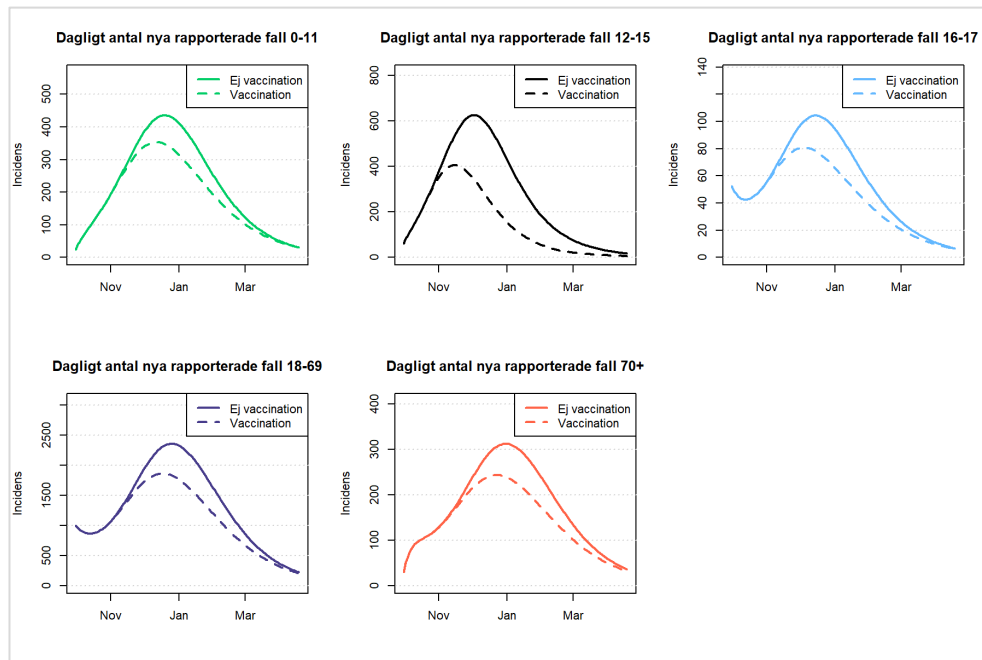 Dagligt antal nya rapporterade fall 0-11
Ej vaccination
Vaccination
Incidens
500
400
300
200
100
0
Nov Jan Mar
Dagligt antal nya rapporterade fall 12-15
Ej vaccination
Vaccination
Incidens
800
600
400
200
0
Nov Jan Mar
Dagligt antal nya rapporterade fall 16-17
Ej vaccination
Vaccination
Incidens
140
100
80
60
40
20
0
Nov Jan Mar
Dagligt antal nya rapporterade fall 18-69
Ej vaccination
Vaccination
Incidens
2500
1500
500
0
Nov Jan Mar
Dagligt antal nya rapporterade fall 70+
Ej vaccination
Vaccination
Incidens
400
300
200
100
0
Nov Jan Mar